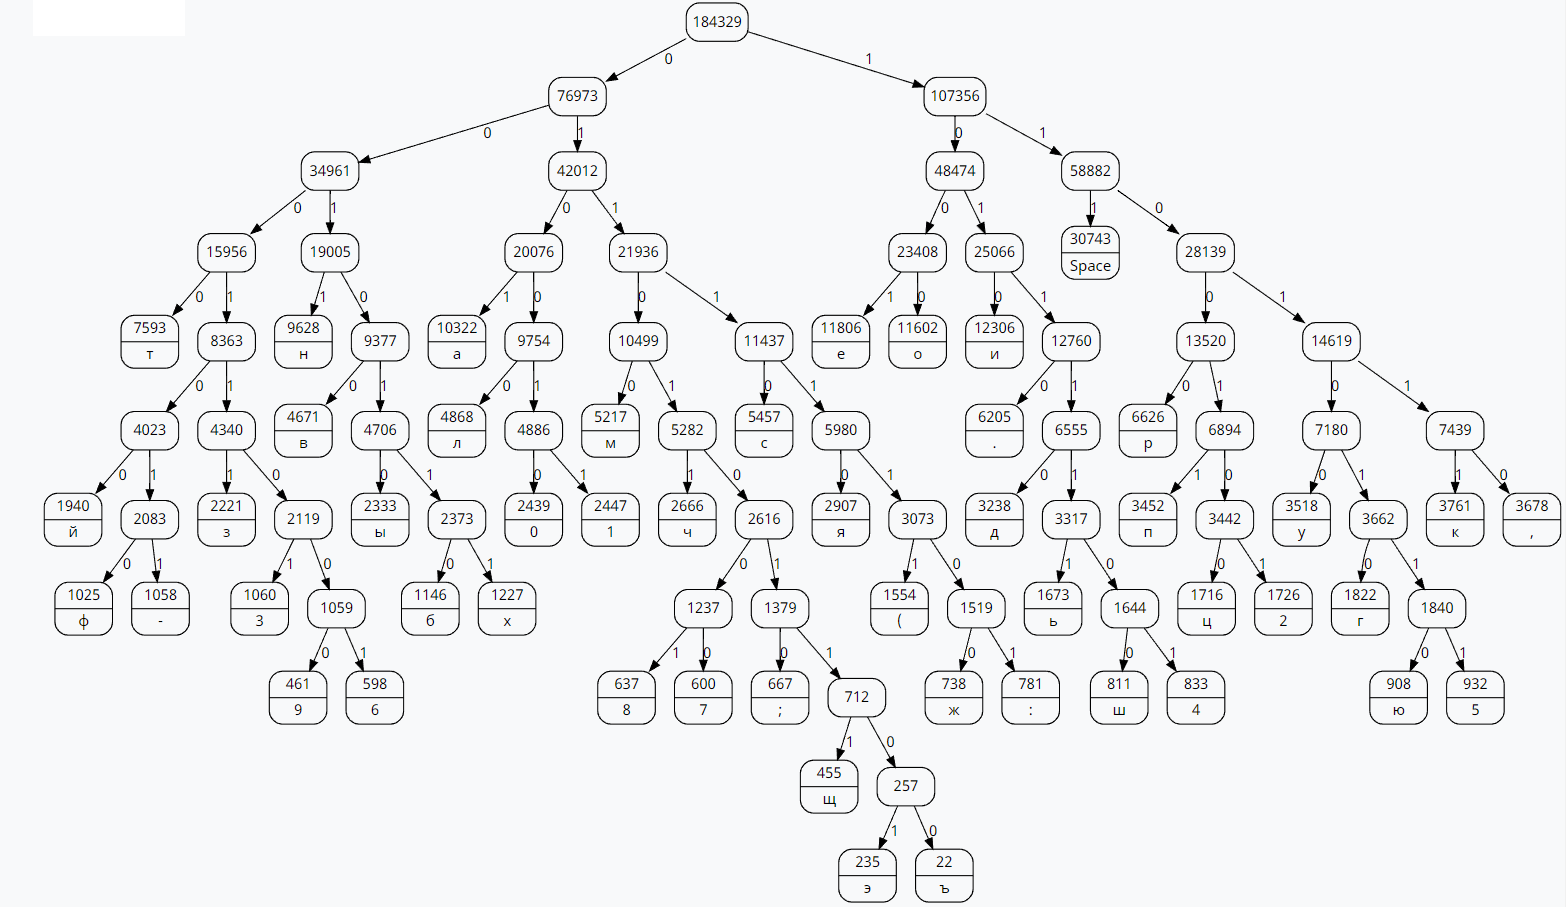 184329
0 1
76973 107356
0 1 0 1
34961 42012 48474 58882
0 1 0 1 0 1 1 0
15956 19005 20076 21936 23408 25066 30743 28139
Space
0 1 1 0 1 0 0 1 1 0 0 1 0 1
7593 8363 9628 9377 10322 9754 10499 11437 11806 11602 12306 12760 13520 14619
т н а е о и
0 1 0 1 0 1 0 1 0 1 0 1 0 1 0 1
4023 4340 4671 4706 4868 4886 5217 5282 5457 5980 6205 6555 6626 6894 7180 7439
в л м с . р
0 1 1 0 0 1 0 1 1 0 0 1 0 1 1 0 0 1 1 0
1940 2083 2221 2119 2333 2373 2439 2447 2666 2616 2907 3073 3238 3317 3452 3442 3518 3662 3761 3678
й з ы 0 1 ч я д п у к ,
0 1 1 0 0 1 0 1 1 0 1 0 0 1 0 1
1025 1058 1060 1059 1146 1227 1237 1379 1554 1519 1673 1644 1716 1726 1822 1840
ф - 3 б х ( ь ц 2 г
0 1 1 0 0 1 0 1 0 1 0 1
461 598 637 600 667 712 738 781 811 833 908 932
9 6 8 7 ; ж : ш 4 ю 5
1 0
455 257
щ
1 0
235 22
э ъ